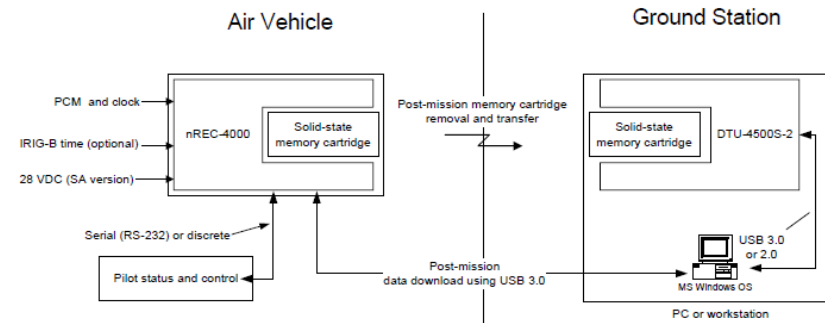 Air Vehicle
Ground Station
PCM and clock
IRIG-B time (optional)
28 VDC (SA version)
nREC-4000
Solid-state
memory cartridge
Serial (RS-232) or discrete
Pilot status and control
Post-mission memory cartridge
removal and transfer
Post-mission
data download using USB 3.0
Solid-state
memory cartridge
DTU-4500S-2
USB 3.0
or 2.0
MS Windows OS
PC or workstation